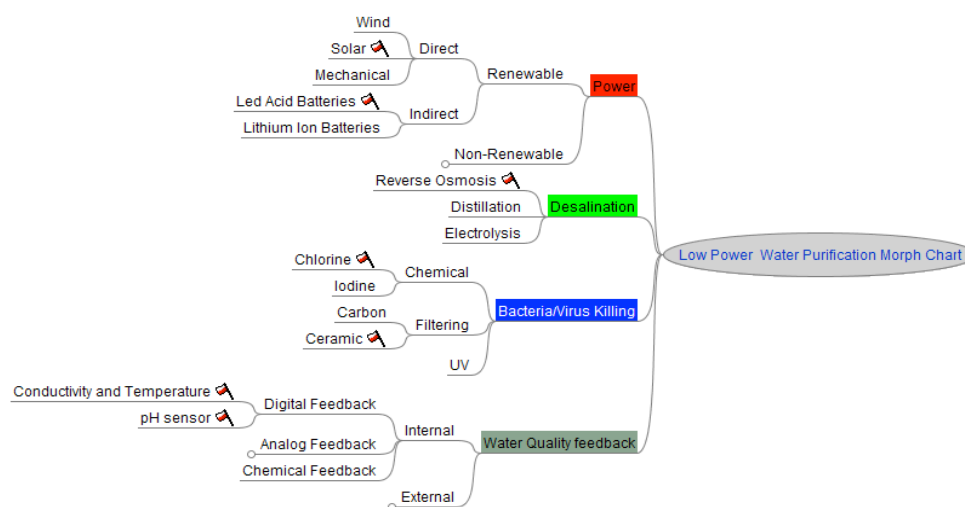 Wind
Solar
Direct
Mechanical
Renewable
Power
Led Acid Batteries
Indirect
Lithium Ion Batteries
Non-Renewable
Reverse Osmosis
Distillation
Desalination
Electrolysis
Low Power  Water Purification Morph Chart
Chlorine
Chemical
Iodine
Carbon
Filtering
Bacteria/Virus Killing
Ceramic
UV
Conductivity and Temperature
Digital Feedback
pH sensor
Internal
Analog Feedback
Water Quality feedback
Chemical Feedback
External